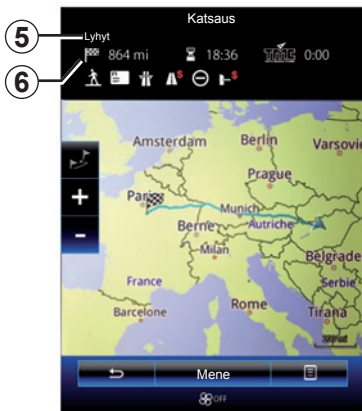 Katsaus
5
Lyhyt
6
864 mi
18:36
TMC
0:00
$
$
Amsterdam
Berlin
Varsovi
Prague
Paris
+
Munich
Berne
Autriche
-
Milan
Belgrade
France
Serbie
Barcelone
Rome
Tirana
Mene
OFF